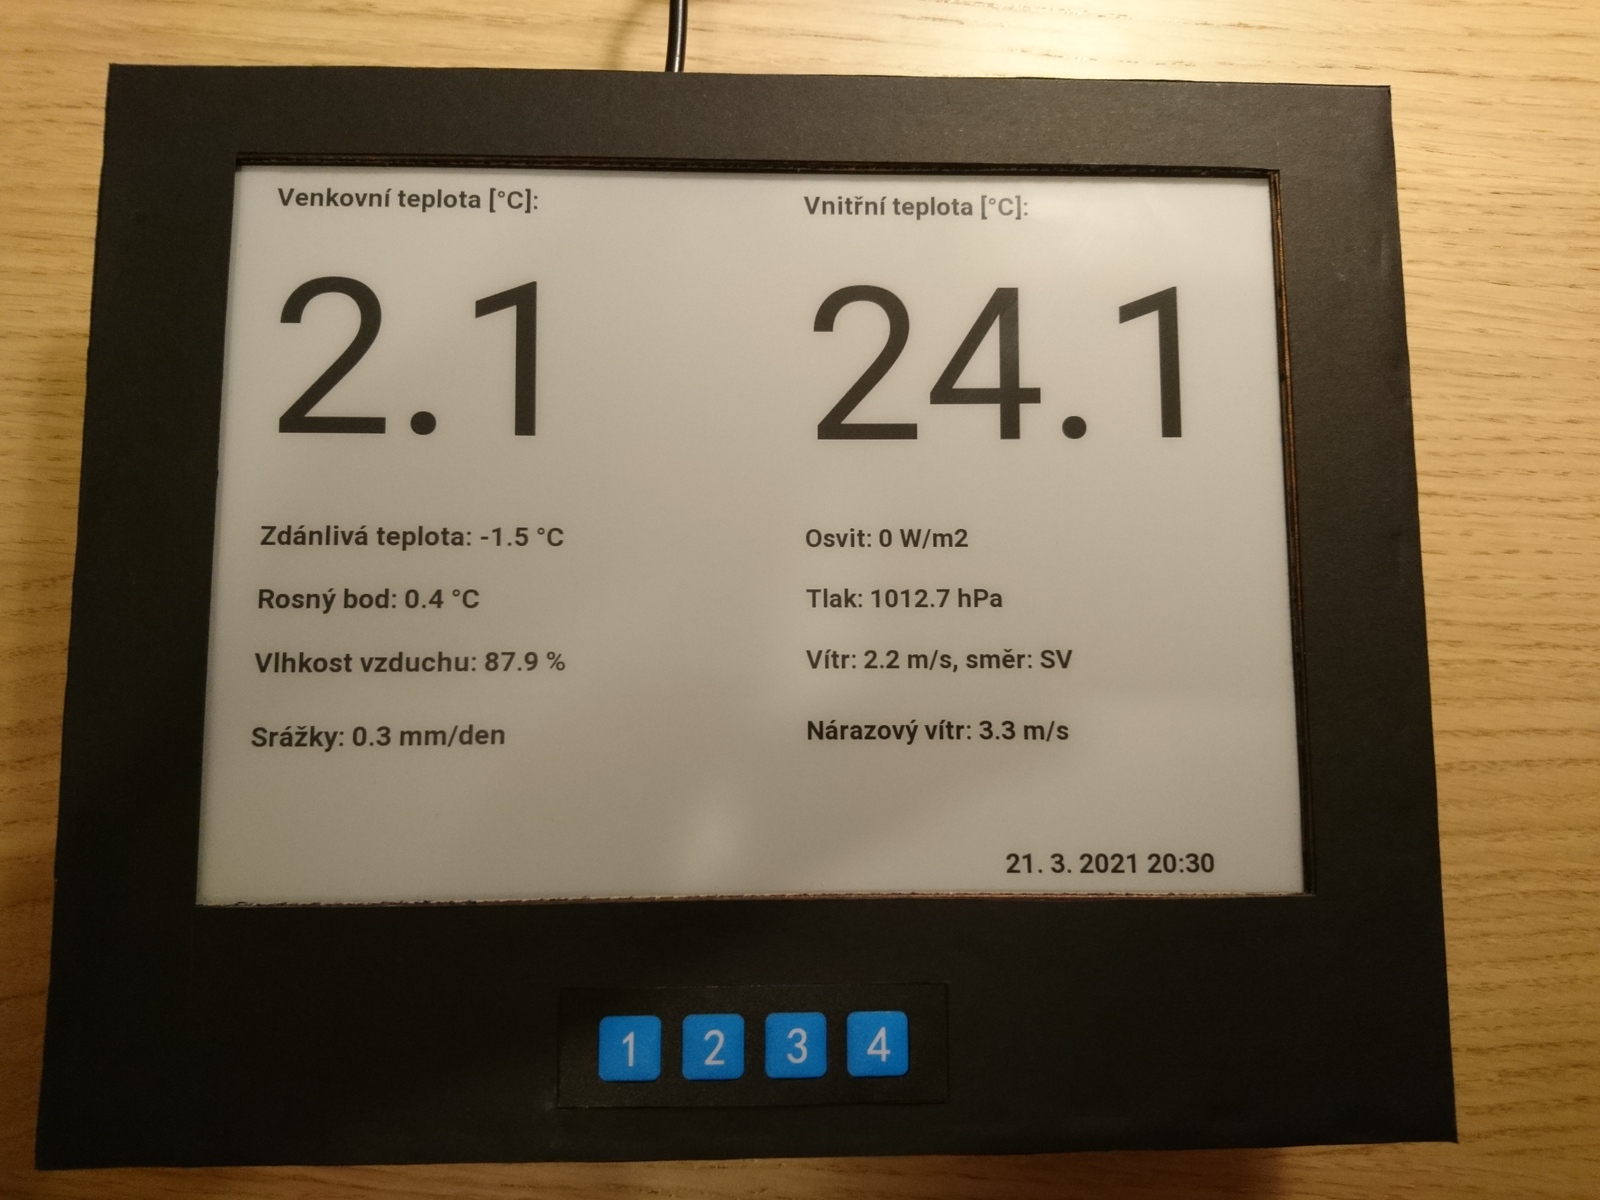 Venkovní teplota [°C]:
2.1
Zdánlivá teplota: -1.5 °C
Rosný bod: 0.4 °C
Vlhkost vzduchu: 87.9 %
Srážky: 0.3 mm/den
Vnitřní teplota [°C]:
24.1
Osvit: 0 W/m2
Tlak: 1012.7 hPa
Vítr: 2.2 m/s, směr: SV
Nárazový vítr: 3.3 m/s
21. 3. 2021 20:30
1 2 3 4